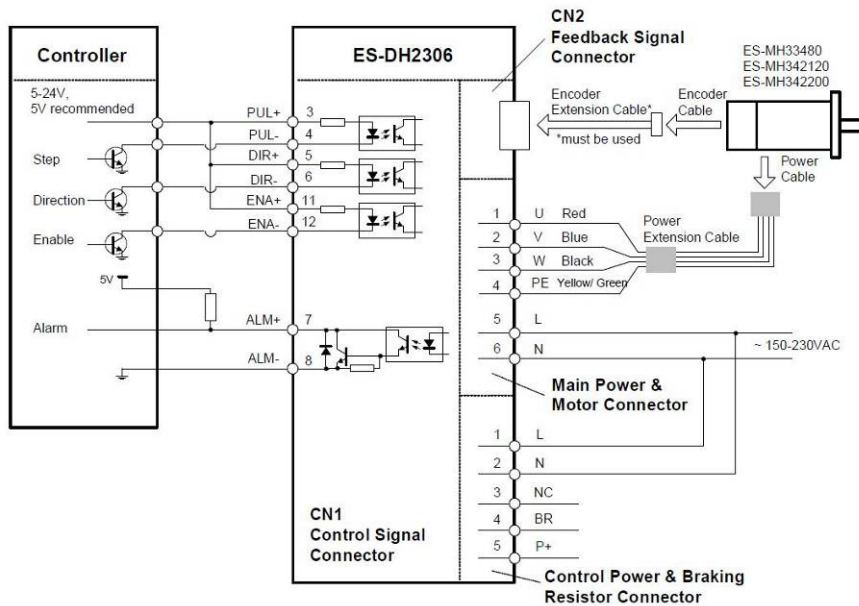 Controller
5-24V,
5V recommended
Step
Direction
Enable
5V
Alarm
PUL+
PUL-
DIR+
DIR-
ENA+
ENA-
ALM+
ALM-
ES-DH2306
3
4
5
6
11
12
7
8
CN1
Control Signal
Connector
CN2
Feedback Signal
Connector
Encoder
Extension Cable*
*must be used
Encoder
Cable
ES-MH33480
ES-MH342120
ES-MH342200
Power
Cable
Power
Extension Cable
1 U Red
2 V Blue
3 W Black
4 PE Yellow/ Green
5 L
6 N
~ 150-230VAC
Main Power &
Motor Connector
1 L
2 N
3 NC
4 BR
5 P+
Control Power & Braking
Resistor Connector